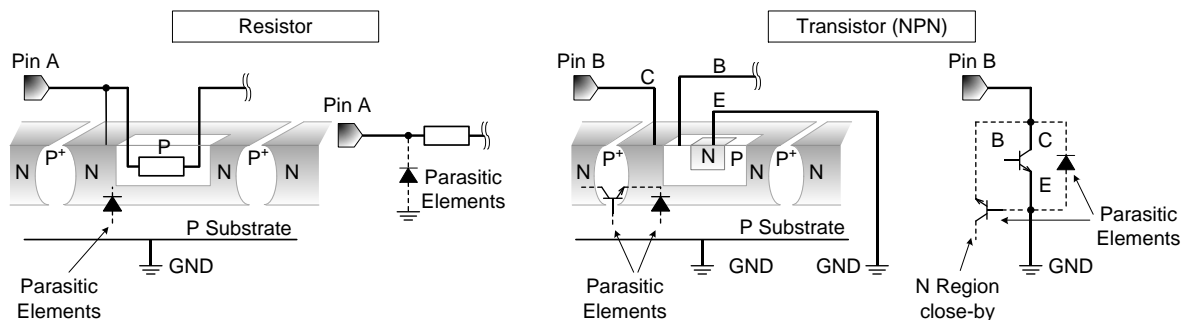 Resistor
Transistor (NPN)
Pin A
Pin B
Pin B
C
B
E
Pin A
P
N
P+
N
P+
N
N
P+
N
P
P+
N
B
C
E
Parasitic
Elements
P Substrate
GND
Parasitic
Elements
P Substrate
GND
GND
Parasitic
Elements
Parasitic
Elements
GND
N Region
close-by